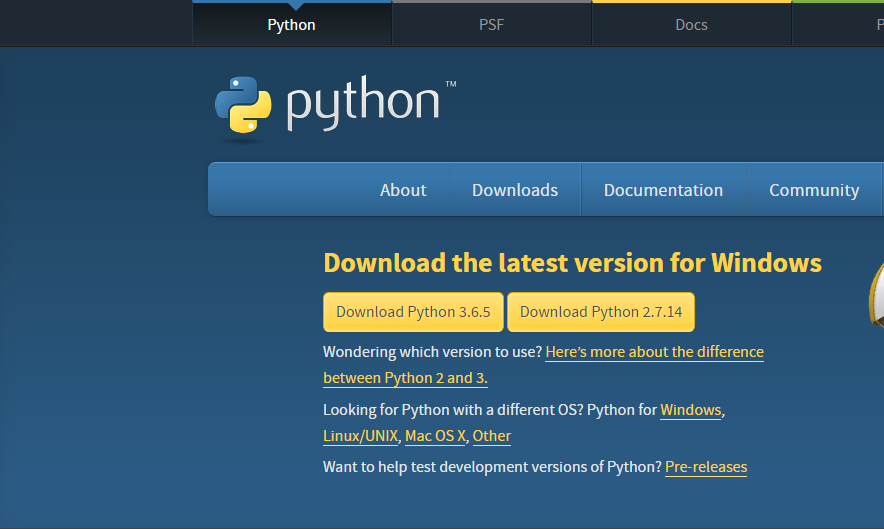 Python PSF Docs P
python™
About Downloads Documentation Community
Download the latest version for Windows
Download Python 3.6.5 Download Python 2.7.14
Wondering which version to use? Here's more about the difference
between Python 2 and 3.
Looking for Python with a different OS? Python for Windows,
Linux/UNIX, Mac OS X, Other
Want to help test development versions of Python? Pre-releases